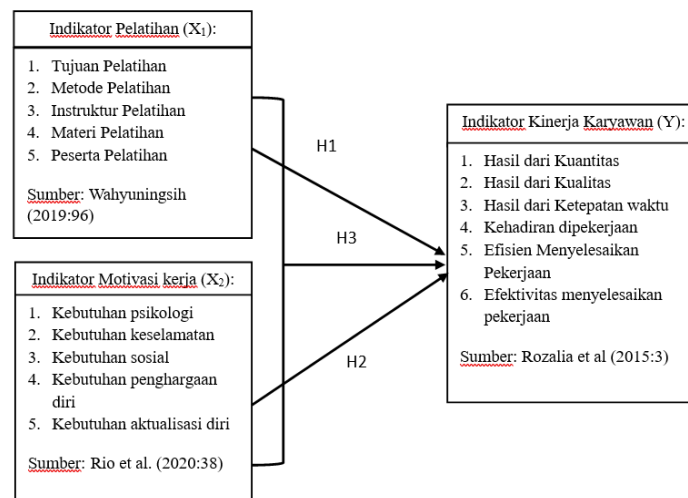 Indikator Pelatihan (X₁):
1. Tujuan Pelatihan
2. Metode Pelatihan
3. Instruktur Pelatihan
4. Materi Pelatihan
5. Peserta Pelatihan
Sumber: Wahyuningsih
(2019:96)
Indikator Motivasi kerja (X₂):
1. Kebutuhan psikologi
2. Kebutuhan keselamatan
3. Kebutuhan sosial
4. Kebutuhan penghargaan
diri
5. Kebutuhan aktualisasi diri
Sumber: Rio et al. (2020:38)
H1
H3
H2
Indikator Kinerja Karyawan (Y):
1. Hasil dari Kuantitas
2. Hasil dari Kualitas
3. Hasil dari Ketepatan waktu
4. Kehadiran dipekerjaan
5. Efisien Menyelesaikan
Pekerjaan
6. Efektivitas menyelesaikan
pekerjaan
Sumber: Rozalia et al (2015:3)